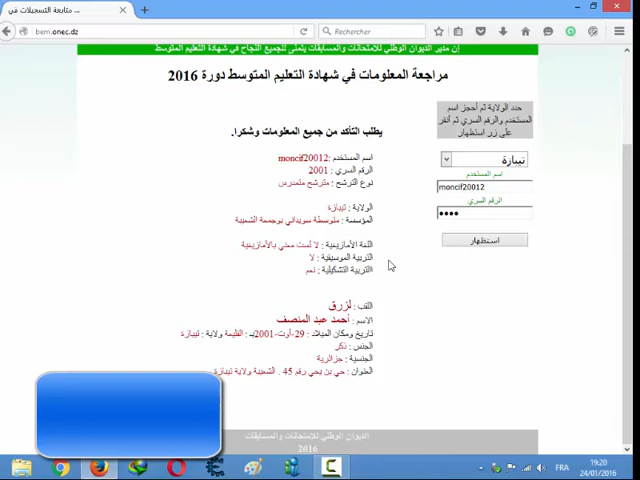 متابعة التسجيلات في ...
bem.onec.dz
Rechercher
إن مدير الديوان الوطني للامتحانات والمسابقات يتمنى للجميع النجاح في شهادة التعليم المتوسط
مراجعة المعلومات في شهادة التعليم المتوسط دورة 2016
حدد الولاية ثم أحجز اسم
المستخدم والرقم السري ثم أنقر
على زر استظهار
تيبازة
اسم المستخدم
moncif20012
الرقم السري
••••
استظهار
يطلب التأكد من جميع المعلومات وشكرا.
اسم المستخدم :moncif20012
الرقم السري : 2001
نوع الترشح : مترشح متمدرس
الولاية : تيبازة
المؤسسة : متوسطة سويداني بوجمعة الشعيبة
اللغة الأمازيغية : لا لست معني بالأمازيغية
التربية الموسيقية : لا
التربية التشكيلية : نعم
اللقب : لزرق
الاسم : أحمد عبد المنصف
تاريخ ومكان الميلاد : 29-أوت-2001بـ : القليعة ولاية : تيبازة
الجنس : ذكر
الجنسية : جزائرية
العنوان : حي بن يحي رقم 45 . الشعيبة ولاية تيبازة
الديوان الوطني للامتحانات والمسابقات
2016
FRA
19:20
24/01/2016